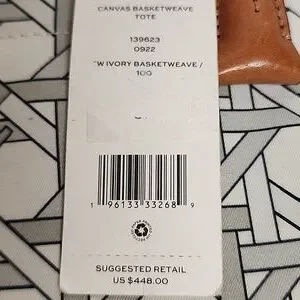 CANVAS BASKETWEAVE
TOTE
139623
0922
"W IVORY BASKETWEAVE /
100
1 96133 33268 9
SUGGESTED RETAIL
US $448.00